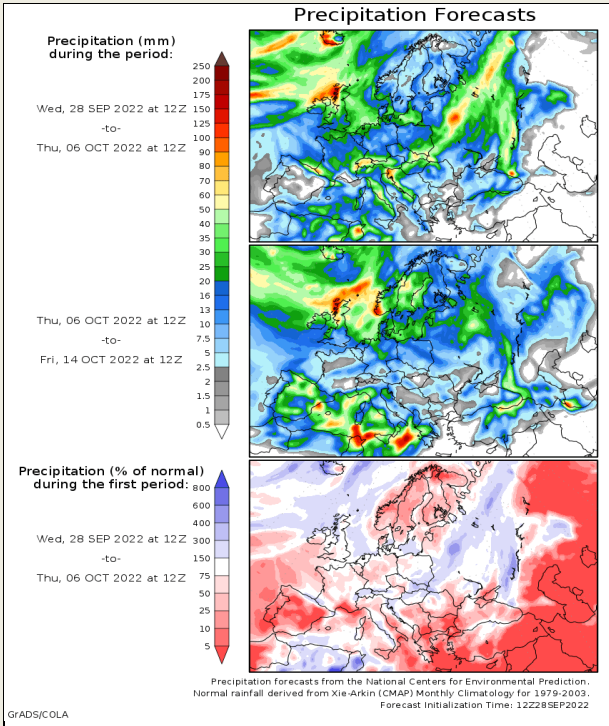 Precipitation Forecasts
Precipitation (mm)
during the period:
250
200
175
150
125
100
90
80
70
60
50
40
35
30
25
20
16
13
10
7.5
5
2.5
2
1.5
1
0.5
Wed, 28 SEP 2022 at 12Z
-to-
Thu, 06 OCT 2022 at 12Z
Thu, 06 OCT 2022 at 12Z
-to-
Fri, 14 OCT 2022 at 12Z
Precipitation (% of normal)
during the first period:
800
600
400
300
150
75
50
25
10
5
Wed, 28 SEP 2022 at 12Z
-to-
Thu, 06 OCT 2022 at 12Z
Precipitation forecasts from the National Centers for Environmental Prediction.
Normal rainfall derived from Xie-Arkin (CMAP) Monthly Climatology for 1979-2003.
Forecast Initialization Time: 12Z28SEP2022
GrADS/COLA